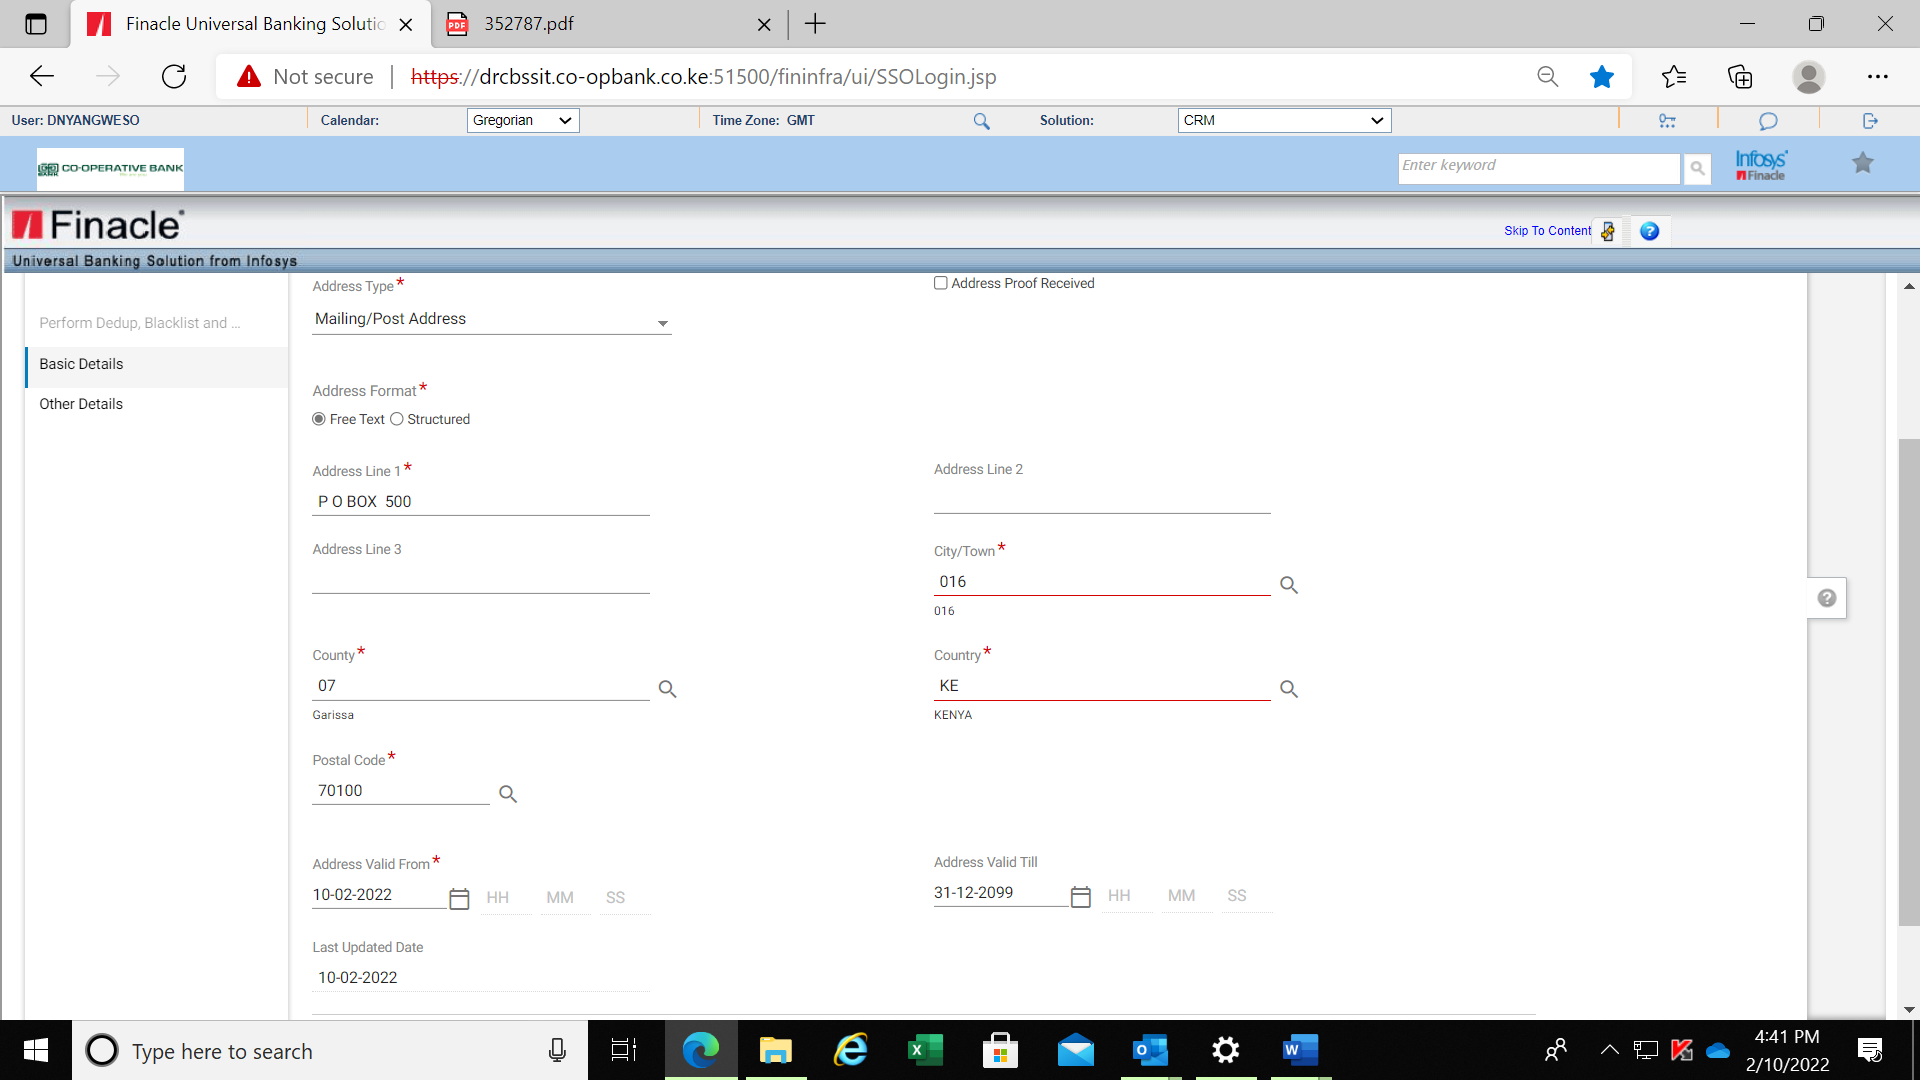 Finacle Universal Banking Solutio
352787.pdf
Not secure
https://drcbssit.co-opbank.co.ke:51500/fininfra/ui/SSOLogin.jsp
User: DNYANGWESO
Calendar:
Gregorian
Time Zone: GMT
Solution:
CRM
CO-OPERATIVE BANK
Enter keyword
Infosys
Finacle
Finacle
Skip To Content
Universal Banking Solution from Infosys
Perform Dedup, Blacklist and ...
Basic Details
Other Details
Address Type*
Address Proof Received
Mailing/Post Address
Address Format*
Free Text Structured
Address Line 1*
Address Line 2
P O BOX  500
Address Line 3
City/Town*
016
016
County*
Country*
07
KE
Garissa
KENYA
Postal Code*
70100
Address Valid From*
Address Valid Till
10-02-2022 HH MM SS
31-12-2099 HH MM SS
Last Updated Date
10-02-2022
Type here to search
4:41 PM
2/10/2022